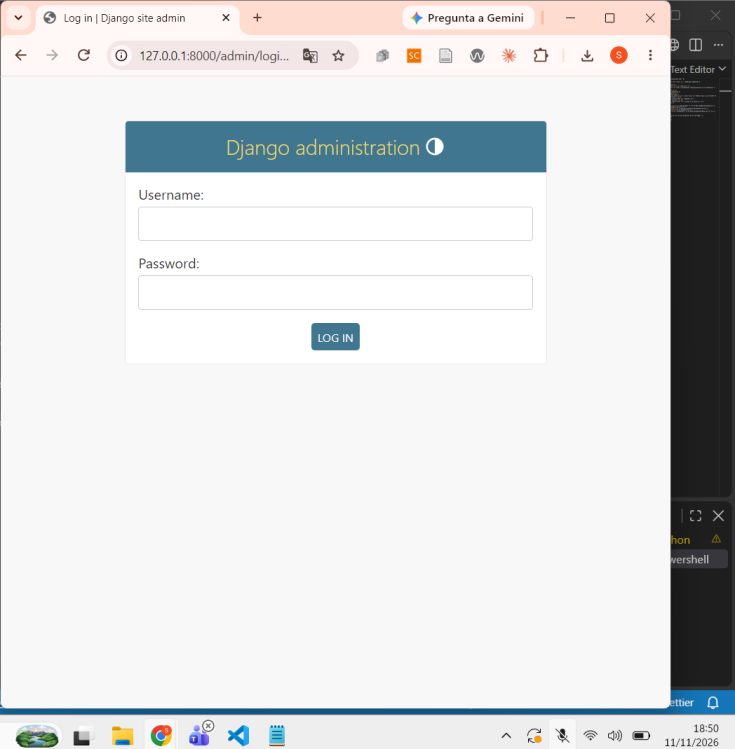 Log in | Django site admin
Pregunta a Gemini
127.0.0.1:8000/admin/logi...
SC
S
Text Editor
Django administration
Username:
Password:
LOG IN
hon
wershell
ettier
18:50
11/11/2026